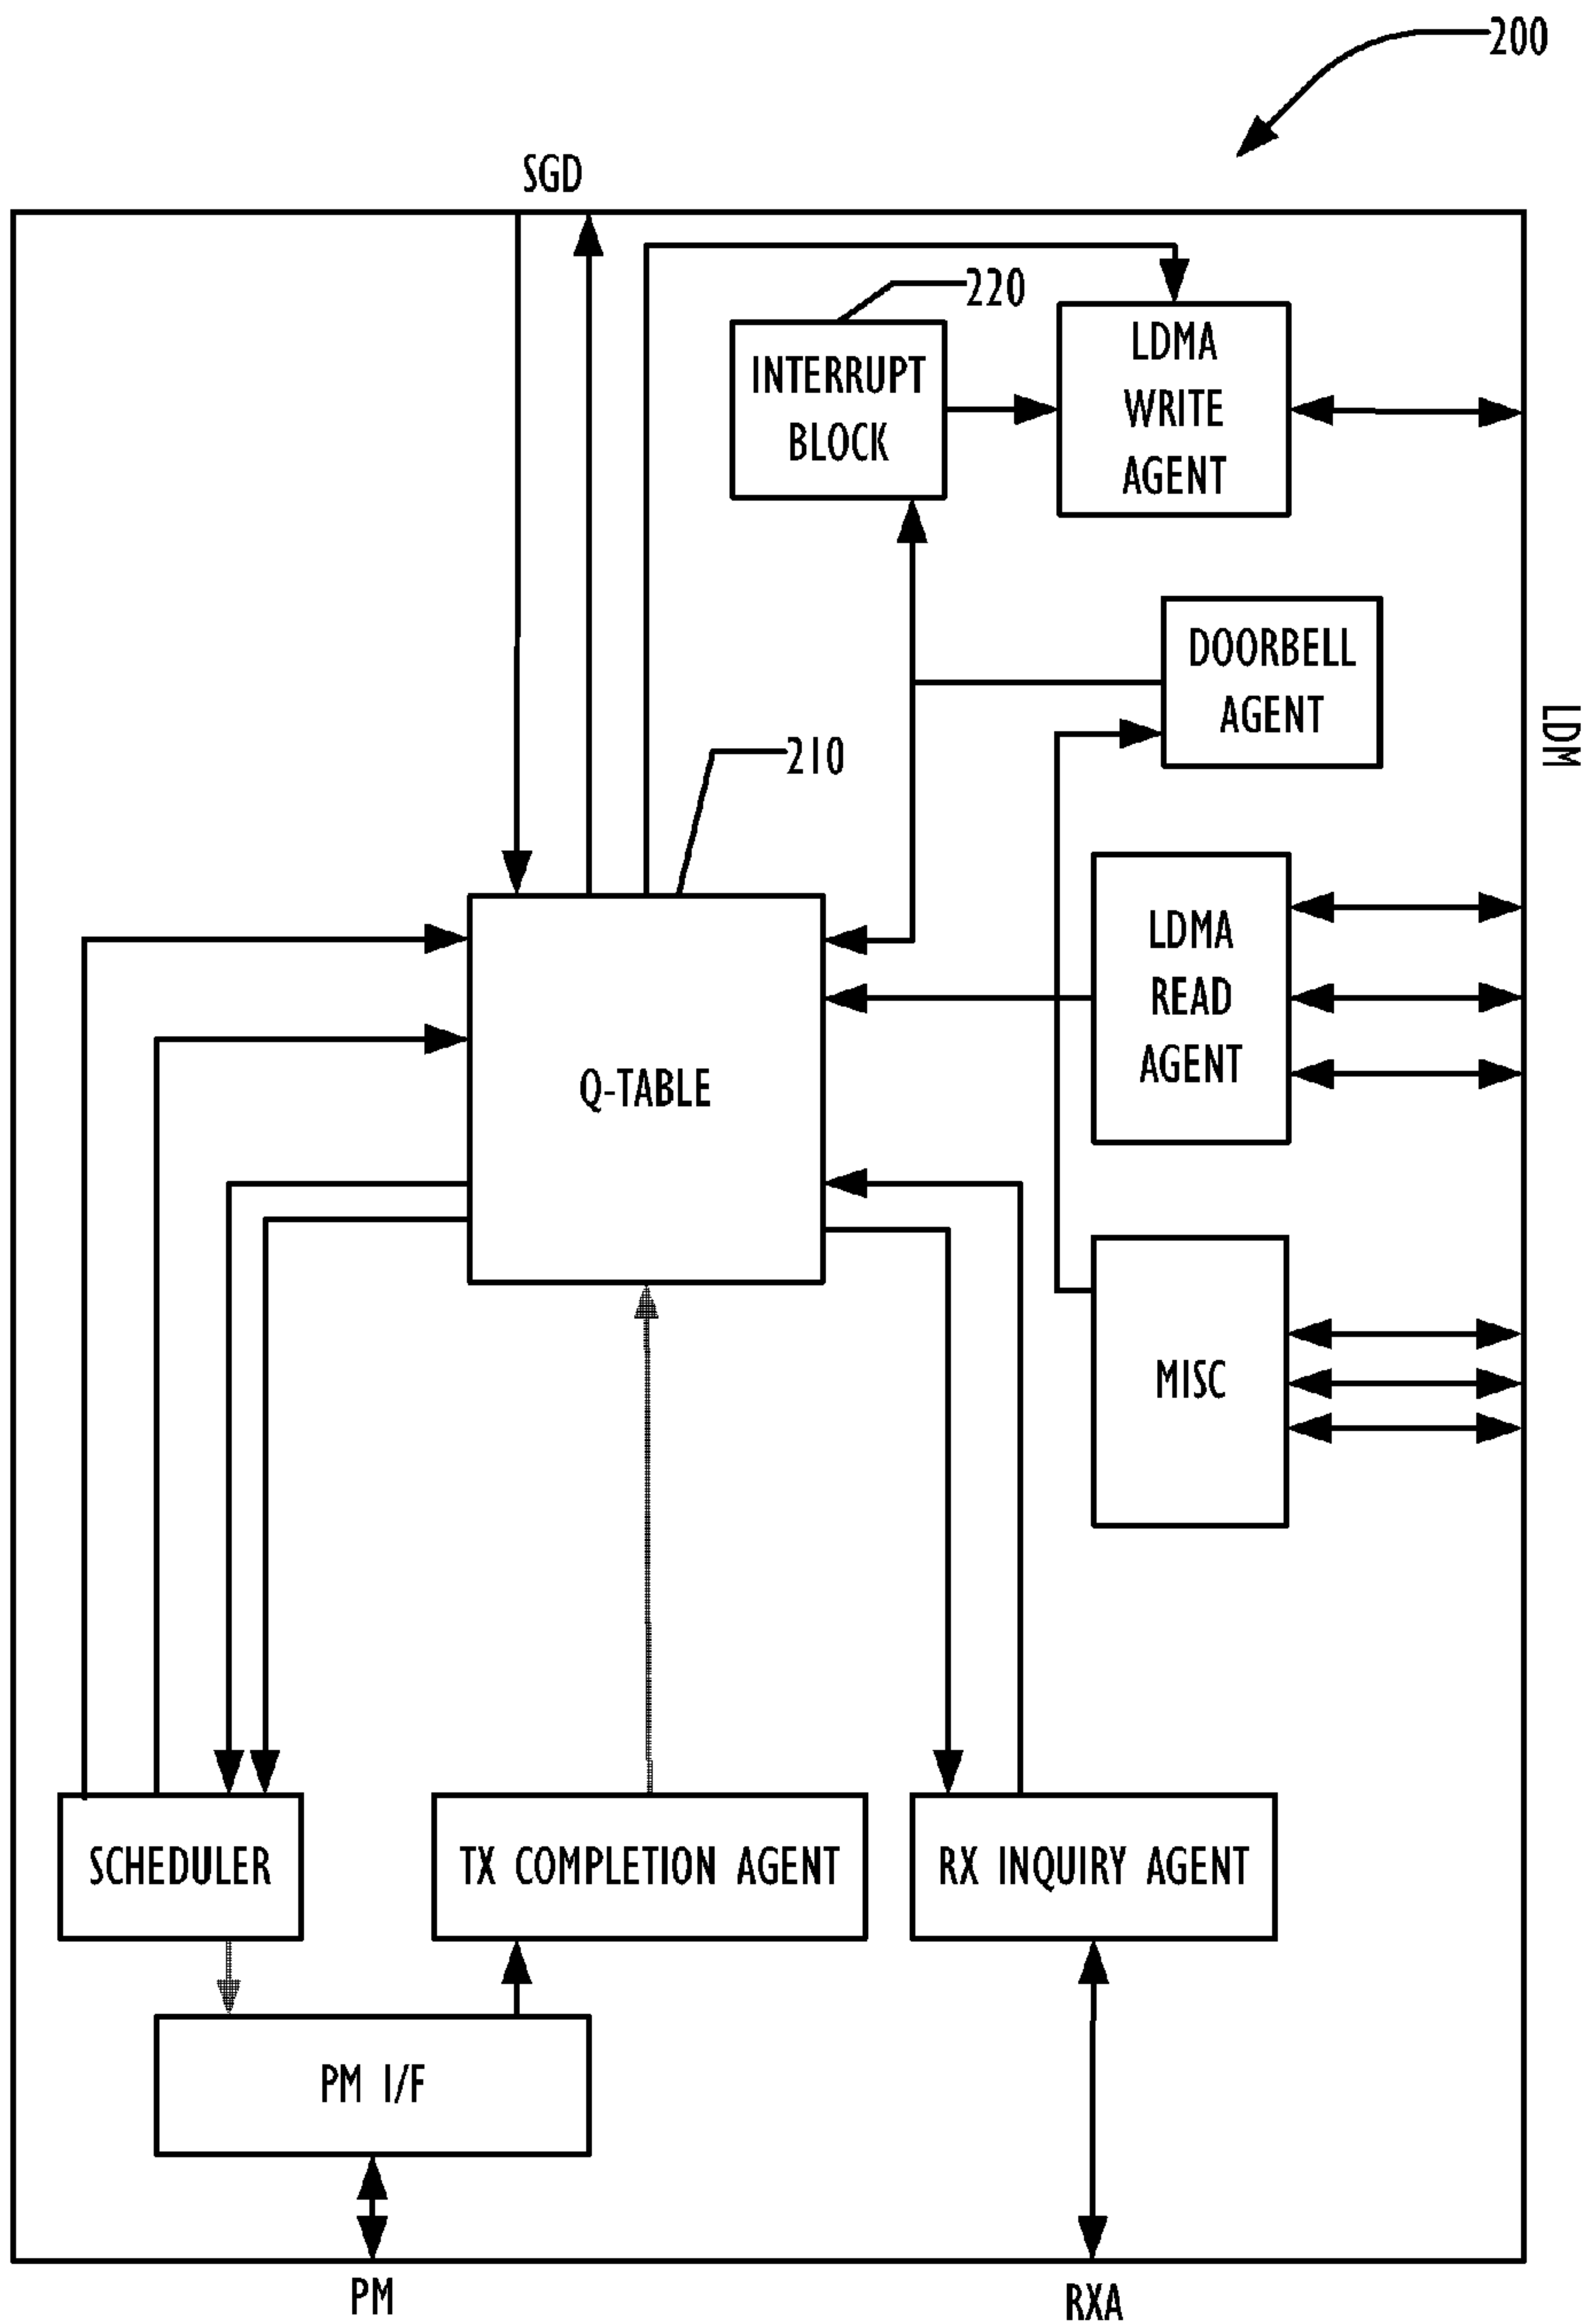 200
SGD
220
INTERRUPT
BLOCK
LDMA
WRITE
AGENT
DOORBELL
AGENT
LDM
210
LDMA
READ
AGENT
Q-TABLE
MISC
SCHEDULER
TX COMPLETION AGENT
RX INQUIRY AGENT
PM I/F
PM
RXA